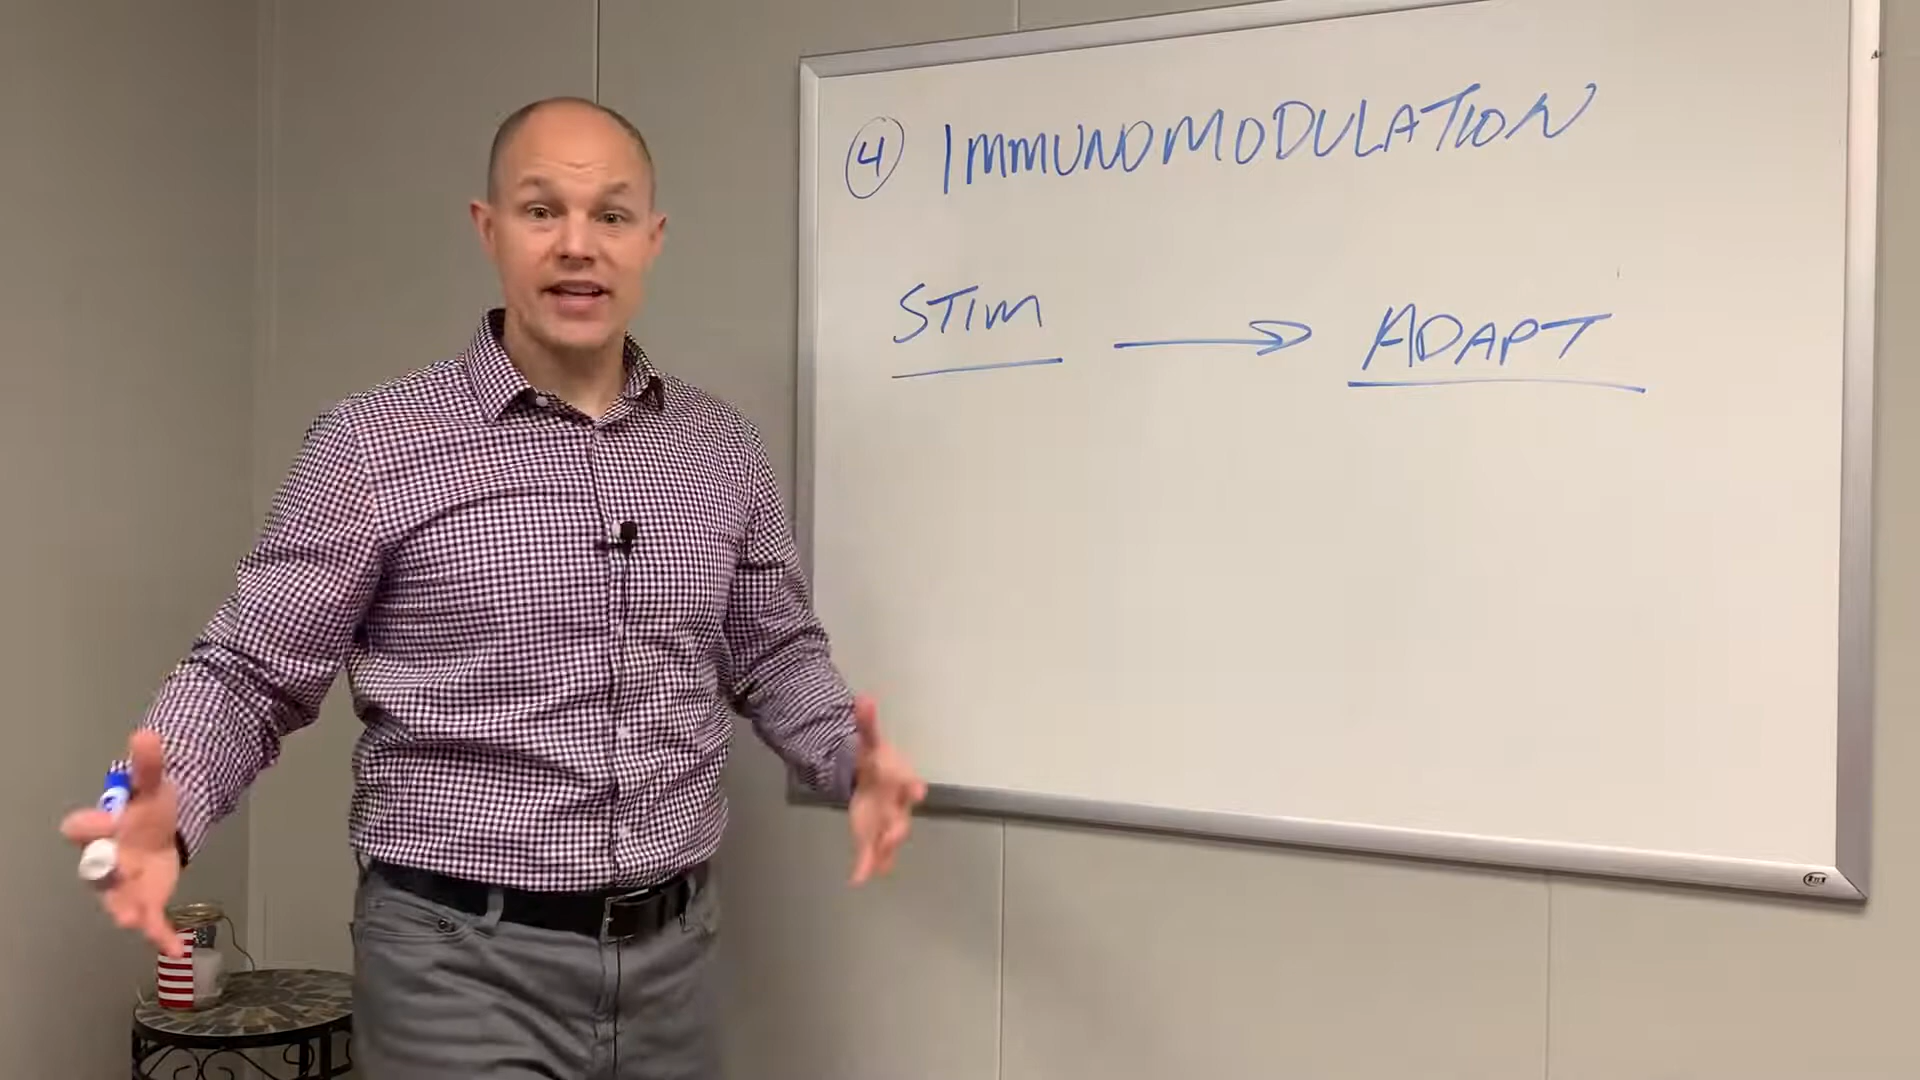 ④ IMMUNOMODULATION
STIM → ADAPT